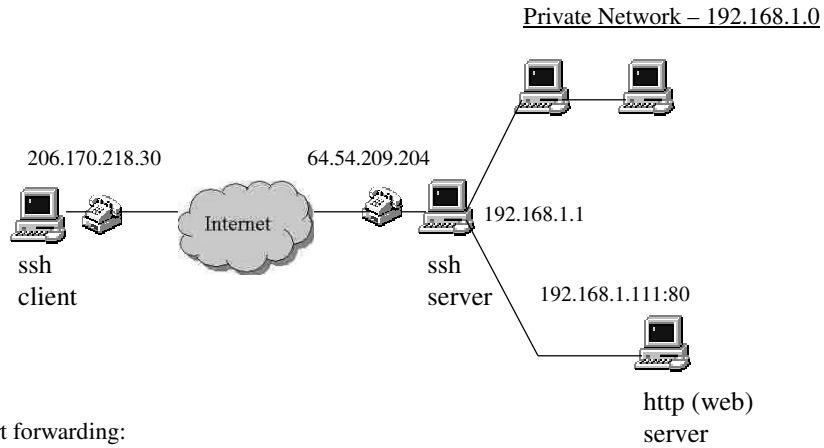 Private Network – 192.168.1.0
206.170.218.30
64.54.209.204
Internet
192.168.1.1
ssh
client
ssh
server
192.168.1.111:80
http (web)
server
t forwarding: